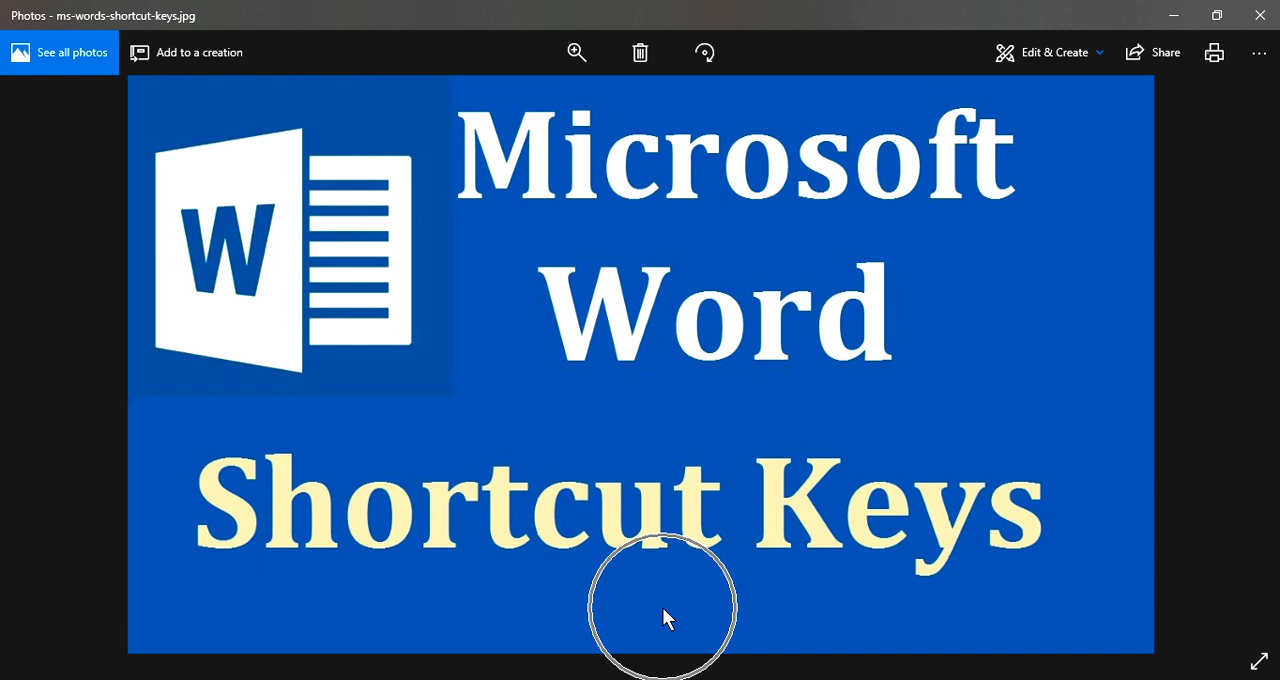 Photos - ms-words-shortcut-keys.jpg
See all photos
Add to a creation
Edit & Create
Share
W
Microsoft
Word
Shortcut Keys